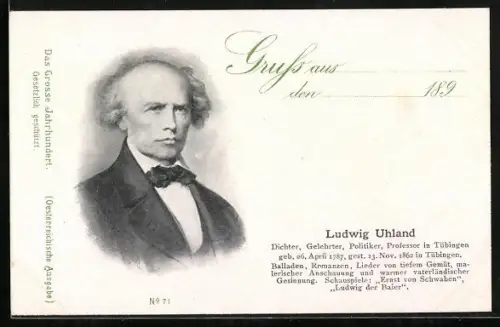 Das Grosse Jahrhundert. (Oesterreichische Ausgabe)
Gesetzlich geschützt.
Gruss aus
den 189
Ludwig Uhland
Dichter, Gelehrter, Politiker, Professor in Tübingen
geb. 26. April 1787, gest. 13. Nov. 1862 in Tübingen.
Balladen, Romanzen, Lieder von tiefem Gemüt, ma-
lerischer Anschauung und warmer vaterländischer
Gesinnung. Schauspiele: „Ernst von Schwaben",
„Ludwig der Baier".
No 71